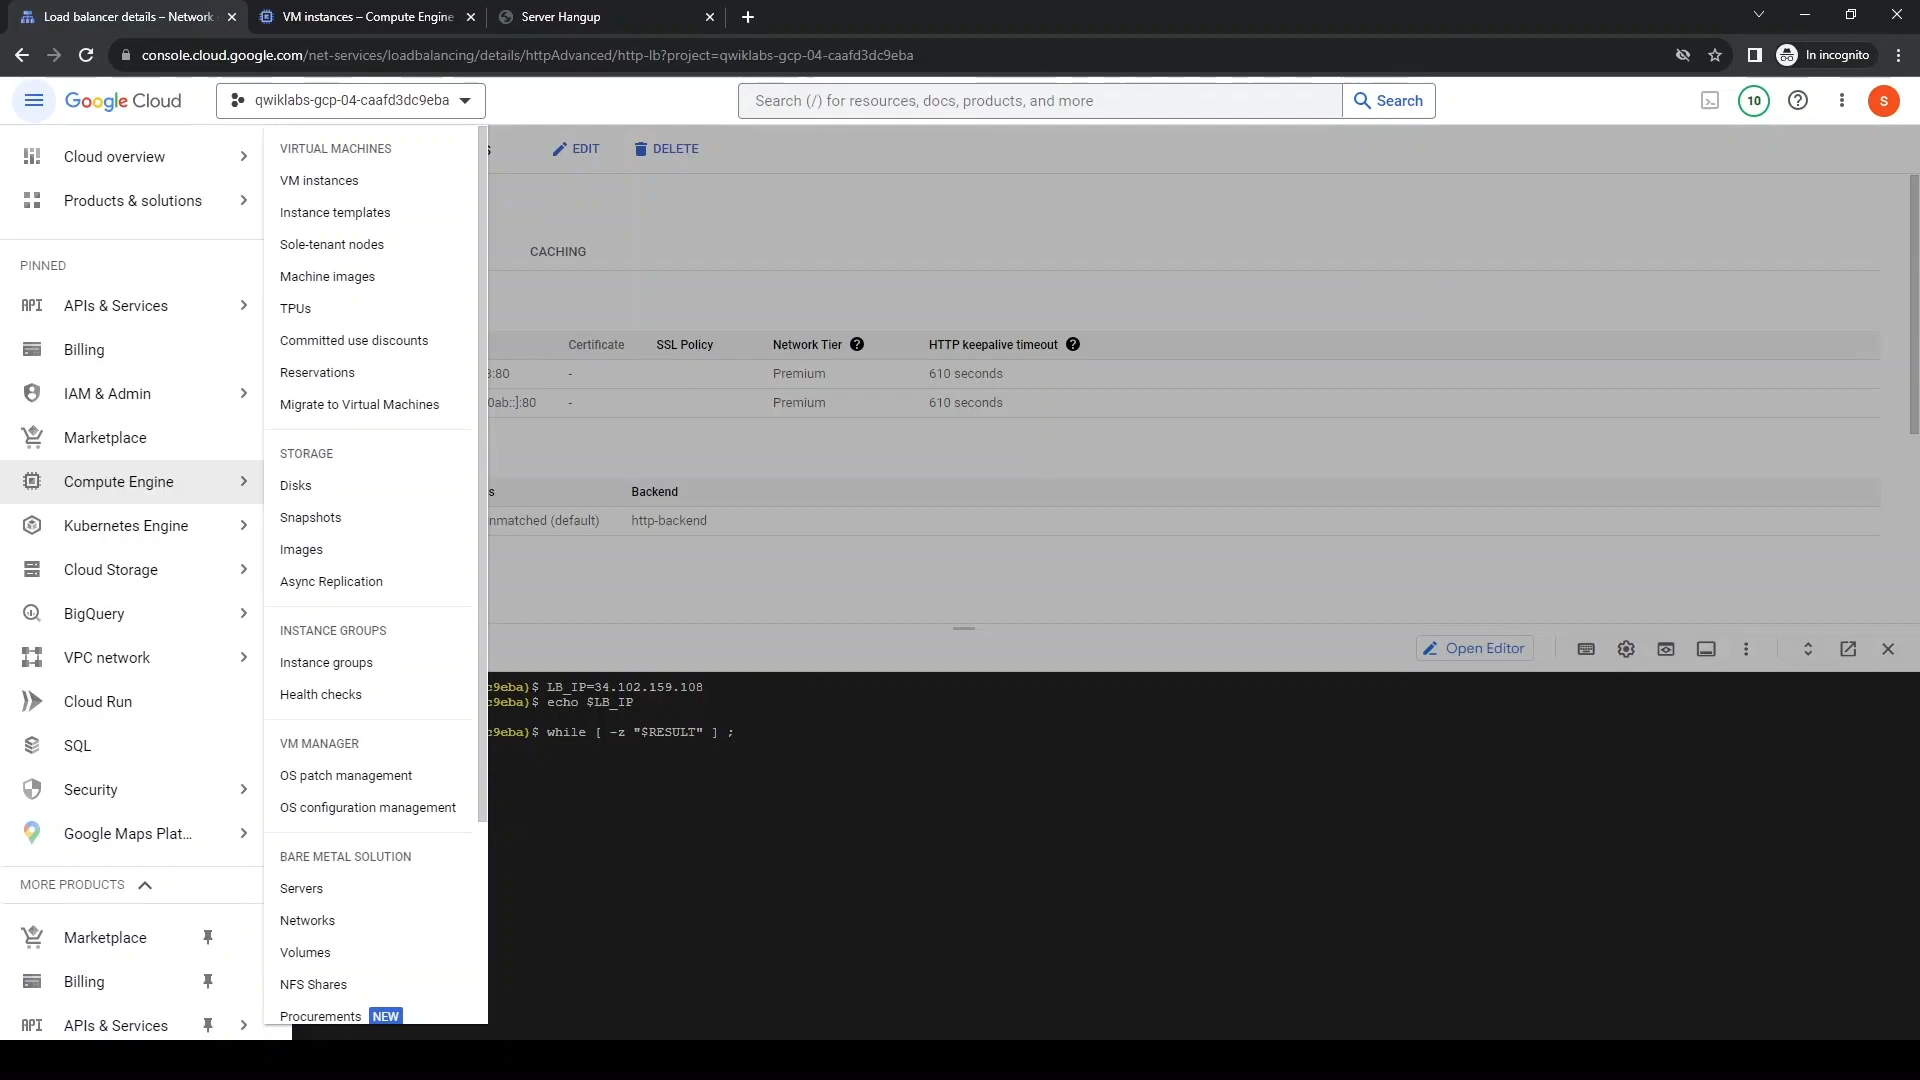 Load balancer details – Network
VM instances – Compute Engine
Server Hangup
console.cloud.google.com/net-services/loadbalancing/details/httpAdvanced/http-lb?project=qwiklabs-gcp-04-caafd3dc9eba
In incognito
Google Cloud
qwiklabs-gcp-04-caafd3dc9eba
Search (/) for resources, docs, products, and more
Search
10
S
Cloud overview
Products & solutions
PINNED
API APIs & Services
Billing
IAM & Admin
Marketplace
Compute Engine
Kubernetes Engine
Cloud Storage
BigQuery
VPC network
Cloud Run
SQL
Security
Google Maps Plat...
MORE PRODUCTS
Marketplace
Billing
API APIs & Services
VIRTUAL MACHINES
VM instances
Instance templates
Sole-tenant nodes
Machine images
TPUs
Committed use discounts
Reservations
Migrate to Virtual Machines
STORAGE
Disks
Snapshots
Images
Async Replication
INSTANCE GROUPS
Instance groups
Health checks
VM MANAGER
OS patch management
OS configuration management
BARE METAL SOLUTION
Servers
Networks
Volumes
NFS Shares
Procurements NEW
s EDIT DELETE
CACHING
Certificate SSL Policy Network Tier HTTP keepalive timeout
:80 - Premium 610 seconds
0ab::]:80 - Premium 610 seconds
s Backend
nmatched (default) http-backend
Open Editor
c9eba)$ LB_IP=34.102.159.108
c9eba)$ echo $LB_IP
c9eba)$ while [ -z "$RESULT" ] ;